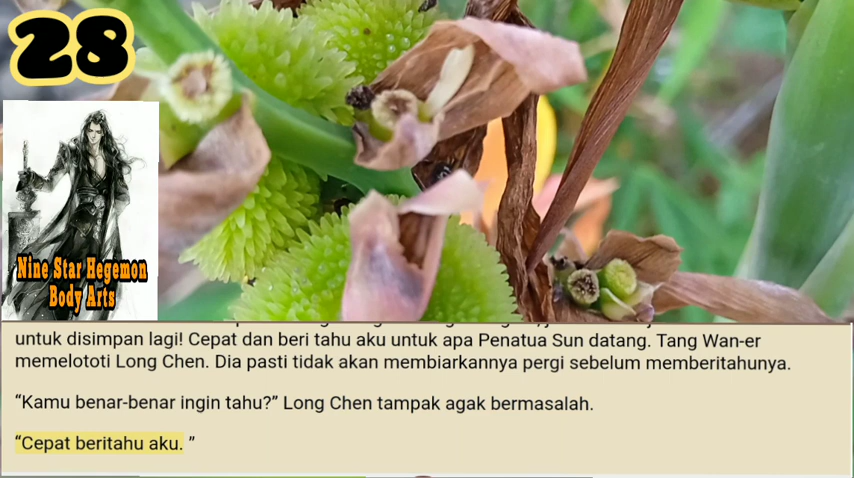 28
Nine Star Hegemon
Body Arts
untuk disimpan lagi! Cepat dan beri tahu aku untuk apa Penatua Sun datang. Tang Wan-er
memelototi Long Chen. Dia pasti tidak akan membiarkannya pergi sebelum memberitahunya.
“Kamu benar-benar ingin tahu?” Long Chen tampak agak bermasalah.
“Cepat beritahu aku. ”